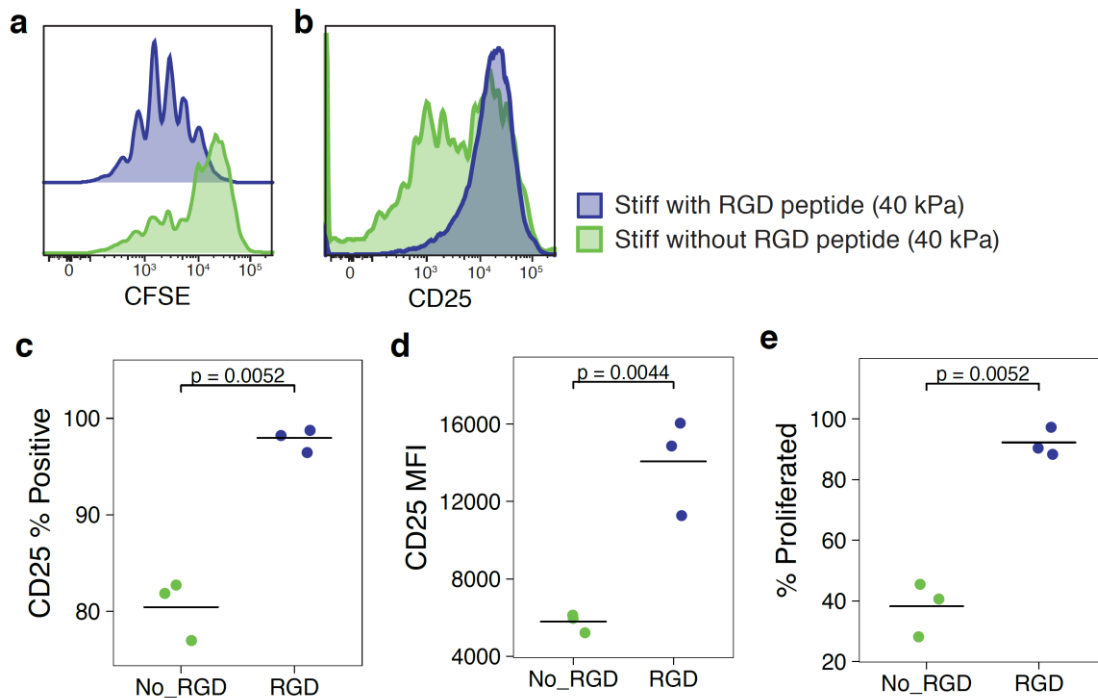 a
b
0 10³ 10⁴ 10⁵
CFSE
0 10³ 10⁴ 10⁵
CD25
Stiff with RGD peptide (40 kPa)
Stiff without RGD peptide (40 kPa)
c
p = 0.0052
100
90
80
CD25 % Positive
No_RGD RGD
d
p = 0.0044
16000
12000
8000
4000
CD25 MFI
No_RGD RGD
e
p = 0.0052
100
80
60
40
20
% Proliferated
No_RGD RGD